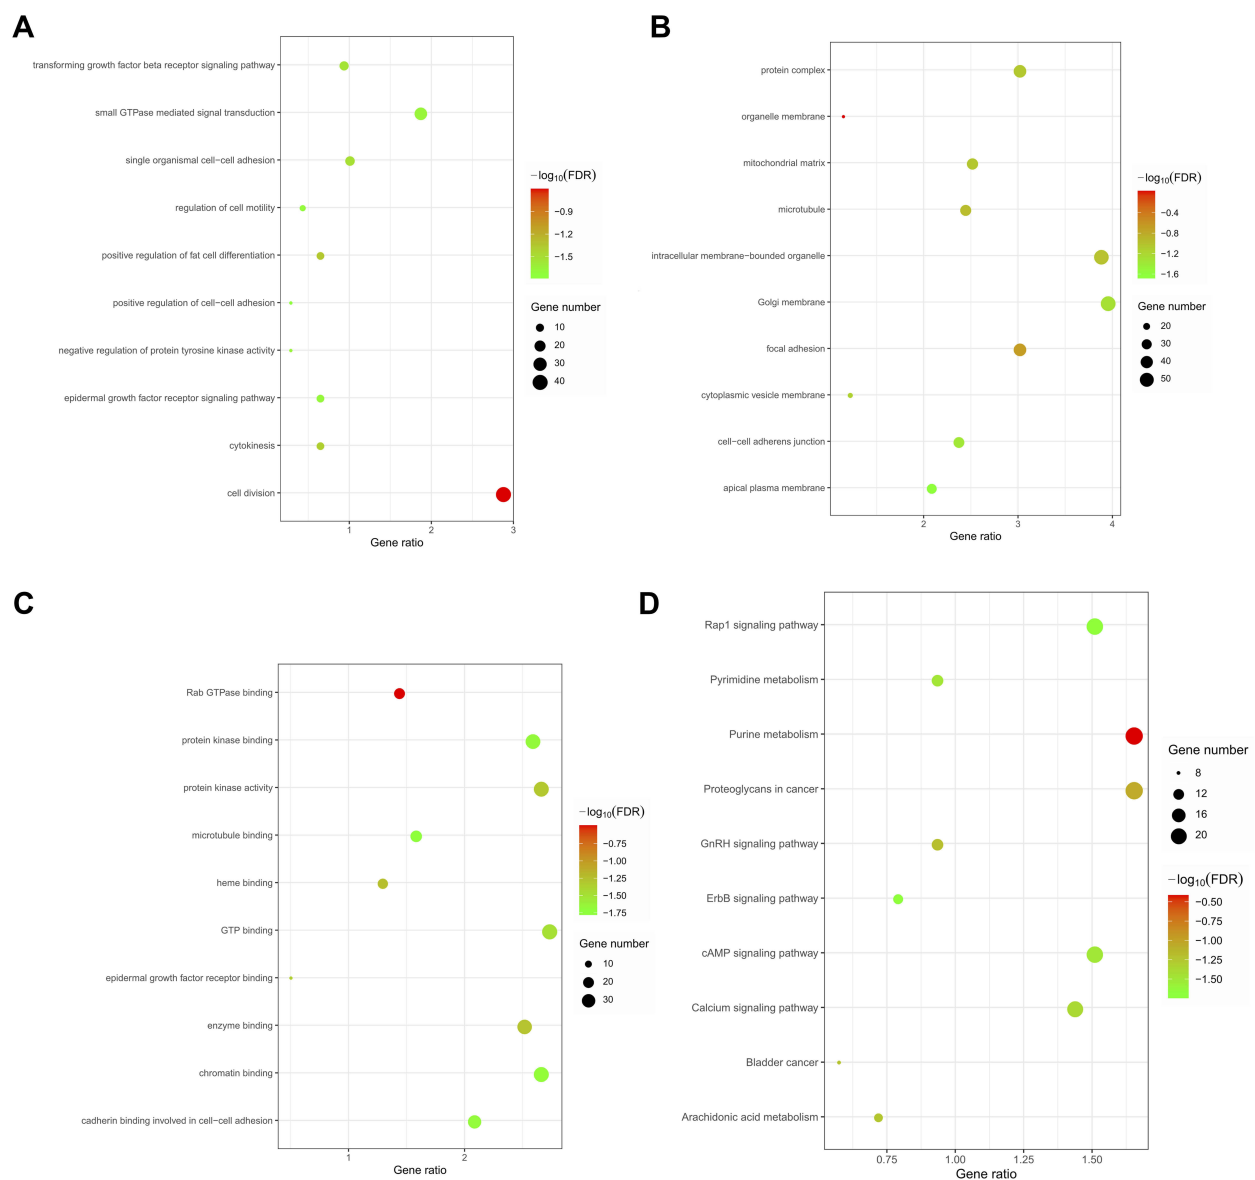 A
transforming growth factor beta receptor signaling pathway
small GTPase mediated signal transduction
single organismal cell−cell adhesion
regulation of cell motility
positive regulation of fat cell differentiation
positive regulation of cell−cell adhesion
negative regulation of protein tyrosine kinase activity
epidermal growth factor receptor signaling pathway
cytokinesis
cell division
1 2 3
Gene ratio
−log10(FDR)
−0.9
−1.2
−1.5
Gene number
10
20
30
40
B
protein complex
organelle membrane
mitochondrial matrix
microtubule
intracellular membrane−bounded organelle
Golgi membrane
focal adhesion
cytoplasmic vesicle membrane
cell−cell adherens junction
apical plasma membrane
2 3 4
Gene ratio
−log10(FDR)
−0.4
−0.8
−1.2
−1.6
Gene number
20
30
40
50
C
Rab GTPase binding
protein kinase binding
protein kinase activity
microtubule binding
heme binding
GTP binding
epidermal growth factor receptor binding
enzyme binding
chromatin binding
cadherin binding involved in cell−cell adhesion
1 2
Gene ratio
−log10(FDR)
−0.75
−1.00
−1.25
−1.50
−1.75
Gene number
10
20
30
D
Rap1 signaling pathway
Pyrimidine metabolism
Purine metabolism
Proteoglycans in cancer
GnRH signaling pathway
ErbB signaling pathway
cAMP signaling pathway
Calcium signaling pathway
Bladder cancer
Arachidonic acid metabolism
0.75 1.00 1.25 1.50
Gene ratio
Gene number
8
12
16
20
−log10(FDR)
−0.50
−0.75
−1.00
−1.25
−1.50